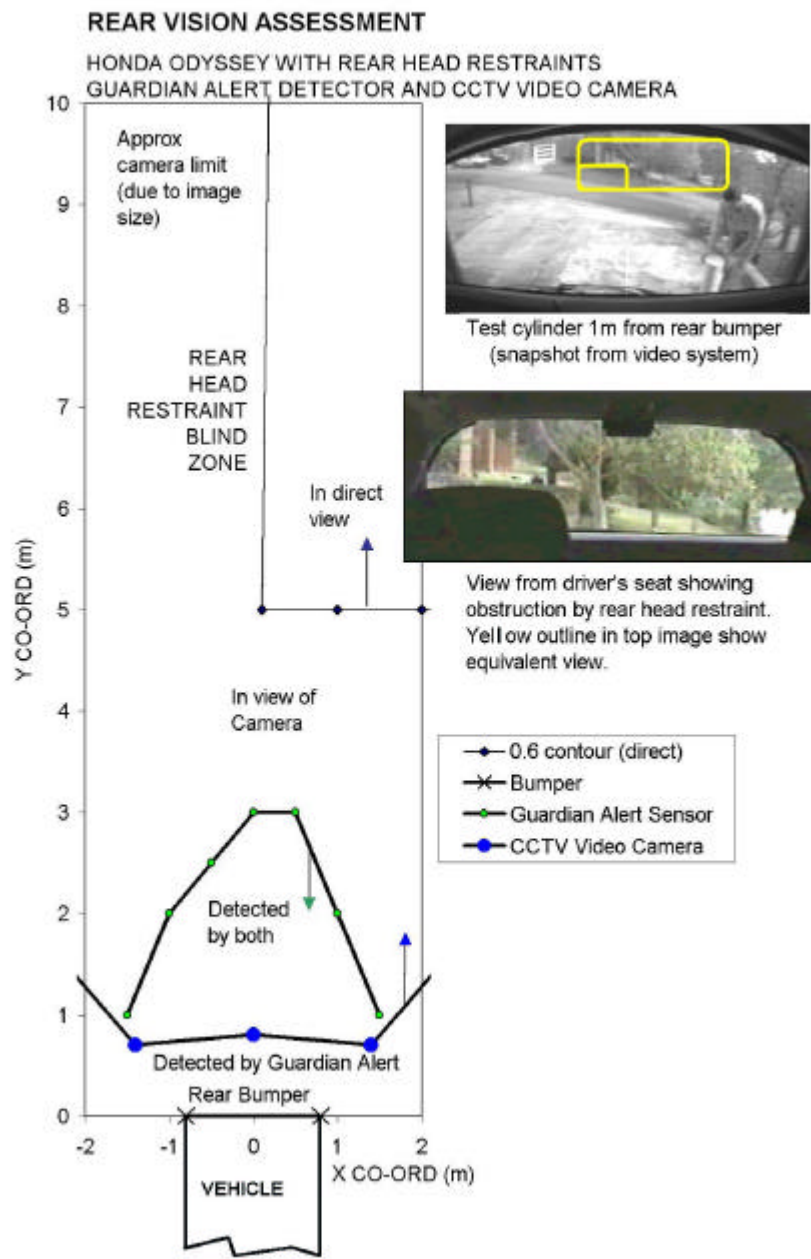 REAR VISION ASSESSMENT
HONDA ODYSSEY WITH REAR HEAD RESTRAINTS
GUARDIAN ALERT DETECTOR AND CCTV VIDEO CAMERA
10
9
8
7
6
5
4
3
2
1
0
Y CO-ORD (m)
Approx
camera limit
(due to image
size)
REAR
HEAD
RESTRAINT
BLIND
ZONE
In direct
view
In view of
Camera
Detected
by both
Detected by Guardian Alert
Rear Bumper
-2
-1
0
1
2
X CO-ORD (m)
VEHICLE
Test cylinder 1m from rear bumper
(snapshot from video system)
View from driver's seat showing
obstruction by rear head restraint.
Yellow outline in top image show
equivalent view.
0.6 contour (direct)
Bumper
Guardian Alert Sensor
CCTV Video Camera